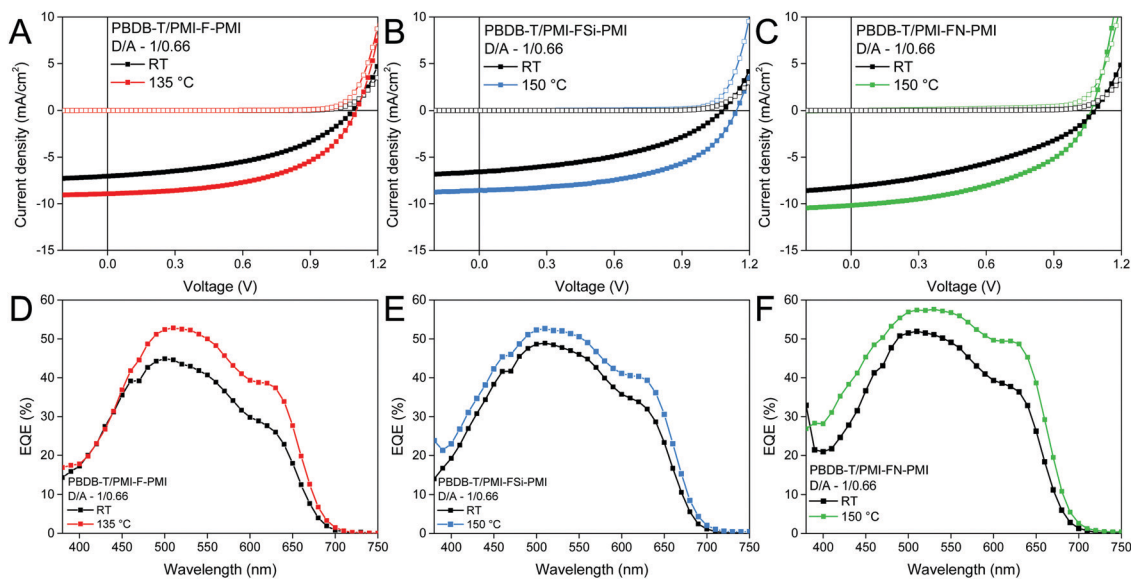 A
PBDB-T/PMI-F-PMI
D/A - 1/0.66
RT
135 °C
Current density (mA/cm²)
10
5
0
-5
-10
-15
0.0 0.3 0.6 0.9 1.2
Voltage (V)
B
PBDB-T/PMI-FSi-PMI
D/A - 1/0.66
RT
150 °C
Current density (mA/cm²)
10
5
0
-5
-10
-15
0.0 0.3 0.6 0.9 1.2
Voltage (V)
C
PBDB-T/PMI-FN-PMI
D/A - 1/0.66
RT
150 °C
Current density (mA/cm²)
10
5
0
-5
-10
-15
0.0 0.3 0.6 0.9 1.2
Voltage (V)
D
EQE (%)
60
50
40
30
20
10
0
PBDB-T/PMI-F-PMI
D/A - 1/0.66
RT
135 °C
400 450 500 550 600 650 700 750
Wavelength (nm)
E
EQE (%)
60
50
40
30
20
10
0
PBDB-T/PMI-FSi-PMI
D/A - 1/0.66
RT
150 °C
400 450 500 550 600 650 700 750
Wavelength (nm)
F
EQE (%)
60
50
40
30
20
10
0
PBDB-T/PMI-FN-PMI
D/A - 1/0.66
RT
150 °C
400 450 500 550 600 650 700 750
Wavelength (nm)